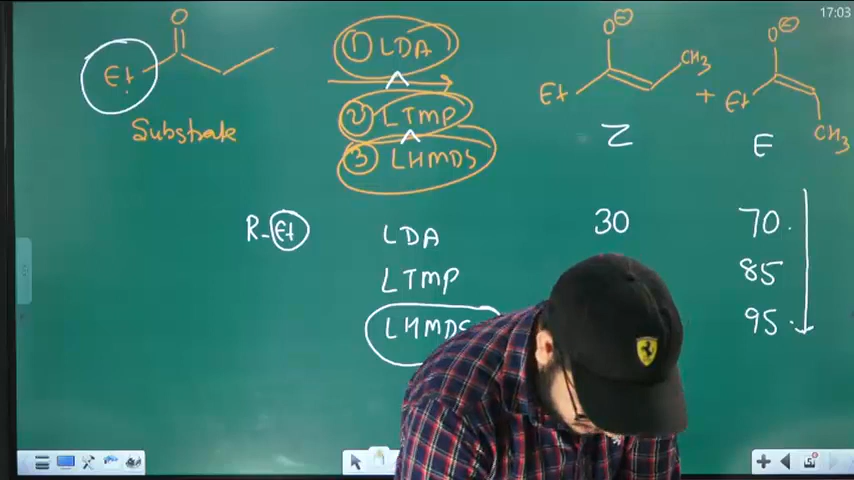 17:03
O
Et
Substrate
① LDA
② LTMP
③ LHMDS
O⊖
Et
CH3
Z
+
O⊖
Et
CH3
E
R-Et LDA 30 70
LTMP 85
LHMDS 95